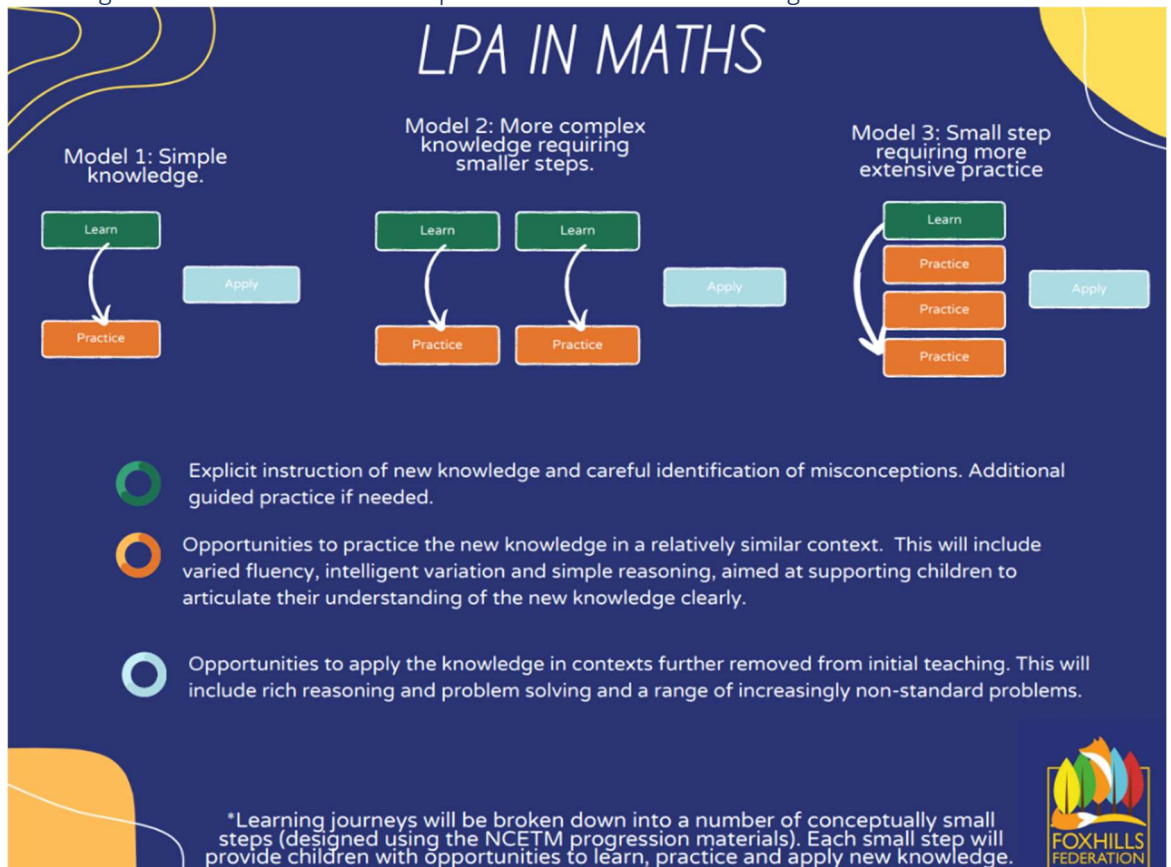 LPA IN MATHS
Model 1: Simple
knowledge.
Learn
Practice
Apply
Model 2: More complex
knowledge requiring
smaller steps.
Learn
Learn
Practice
Practice
Apply
Model 3: Small step
requiring more
extensive practice
Learn
Practice
Practice
Practice
Apply
Explicit instruction of new knowledge and careful identification of misconceptions. Additional
guided practice if needed.
Opportunities to practice the new knowledge in a relatively similar context. This will include
varied fluency, intelligent variation and simple reasoning, aimed at supporting children to
articulate their understanding of the new knowledge clearly.
Opportunities to apply the knowledge in contexts further removed from initial teaching. This will
include rich reasoning and problem solving and a range of increasingly non-standard problems.
*Learning journeys will be broken down into a number of conceptually small
steps (designed using the NCETM progression materials). Each small step will
provide children with opportunities to learn, practice and apply new knowledge.
FOXHILLS
FEDERATION